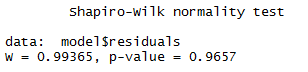 Shapiro-Wilk normality test
data:  model$residuals
W = 0.99365, p-value = 0.9657